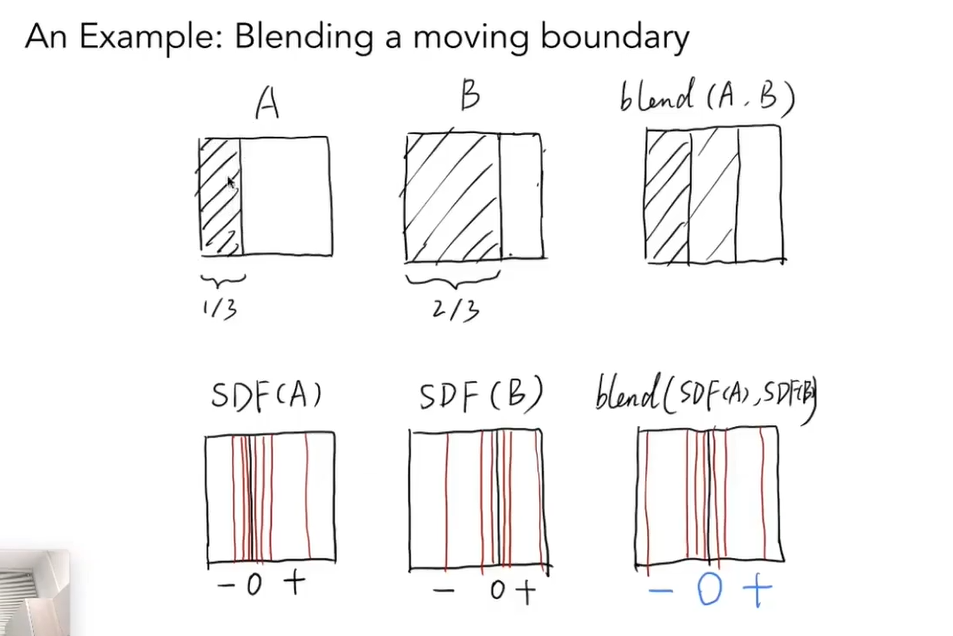 An Example: Blending a moving boundary
A B blend (A, B)
1/3 2/3
SDF(A) SDF(B) blend(SDF(A), SDF(B))
- 0 + - 0 + - 0 +